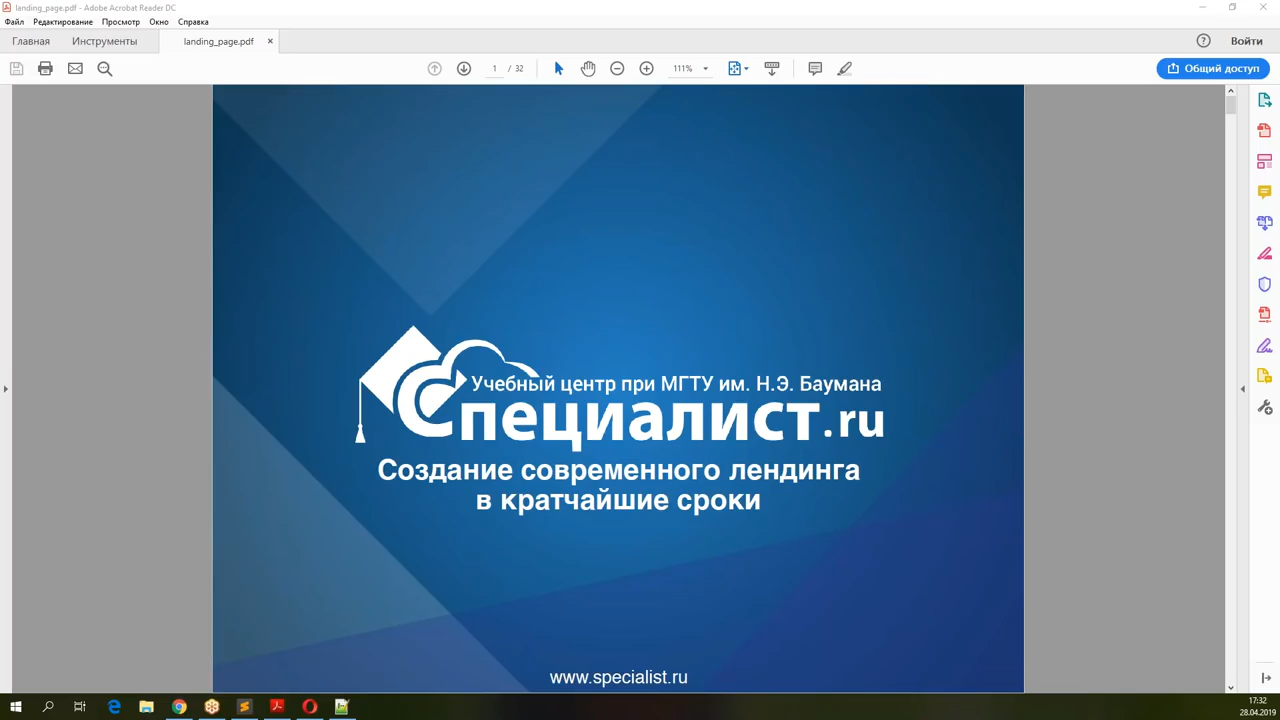 landing_page.pdf - Adobe Acrobat Reader DC
Файл Редактирование Просмотр Окно Справка
Главная Инструменты landing_page.pdf × Войти
1 / 32 111% Общий доступ
Учебный центр при МГТУ им. Н.Э. Баумана
Специалист.ru
Создание современного лендинга
в кратчайшие сроки
www.specialist.ru
17:32
28.04.2019